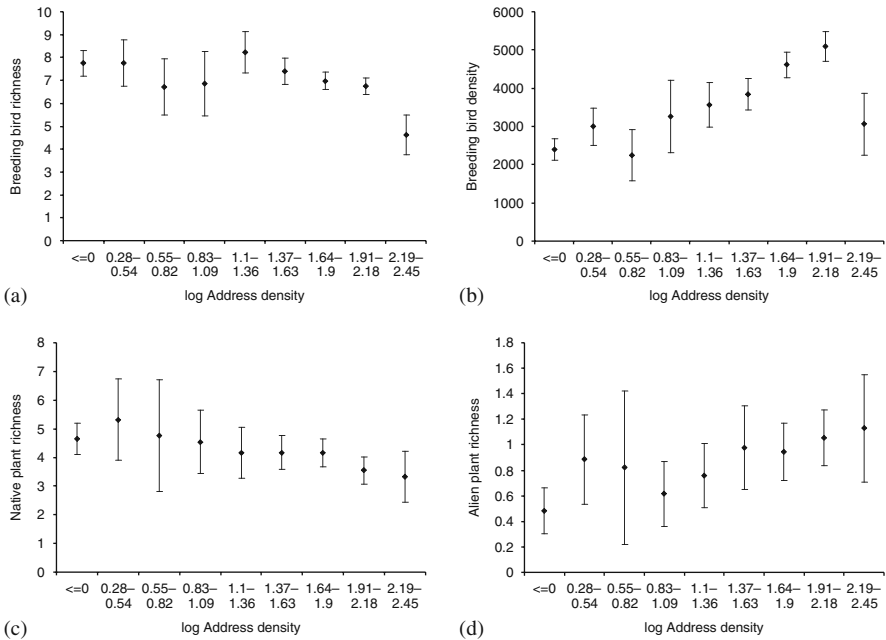 Breeding bird richness
10
9
8
7
6
5
4
3
2
1
0
<=0 0.28– 0.55– 0.83– 1.1– 1.37– 1.64– 1.91– 2.19–
0.54 0.82 1.09 1.36 1.63 1.9 2.18 2.45
(a)
log Address density
Breeding bird density
6000
5000
4000
3000
2000
1000
0
<=0 0.28– 0.55– 0.83– 1.1– 1.37– 1.64– 1.91– 2.19–
0.54 0.82 1.09 1.36 1.63 1.9 2.18 2.45
(b)
log Address density
Native plant richness
8
7
6
5
4
3
2
1
0
<=0 0.28– 0.55– 0.83– 1.1– 1.37– 1.64– 1.91– 2.19–
0.54 0.82 1.09 1.36 1.63 1.9 2.18 2.45
(c)
log Address density
Alien plant richness
1.8
1.6
1.4
1.2
1
0.8
0.6
0.4
0.2
0
<=0 0.28– 0.55– 0.83– 1.1– 1.37– 1.64– 1.91– 2.19–
0.54 0.82 1.09 1.36 1.63 1.9 2.18 2.45
(d)
log Address density